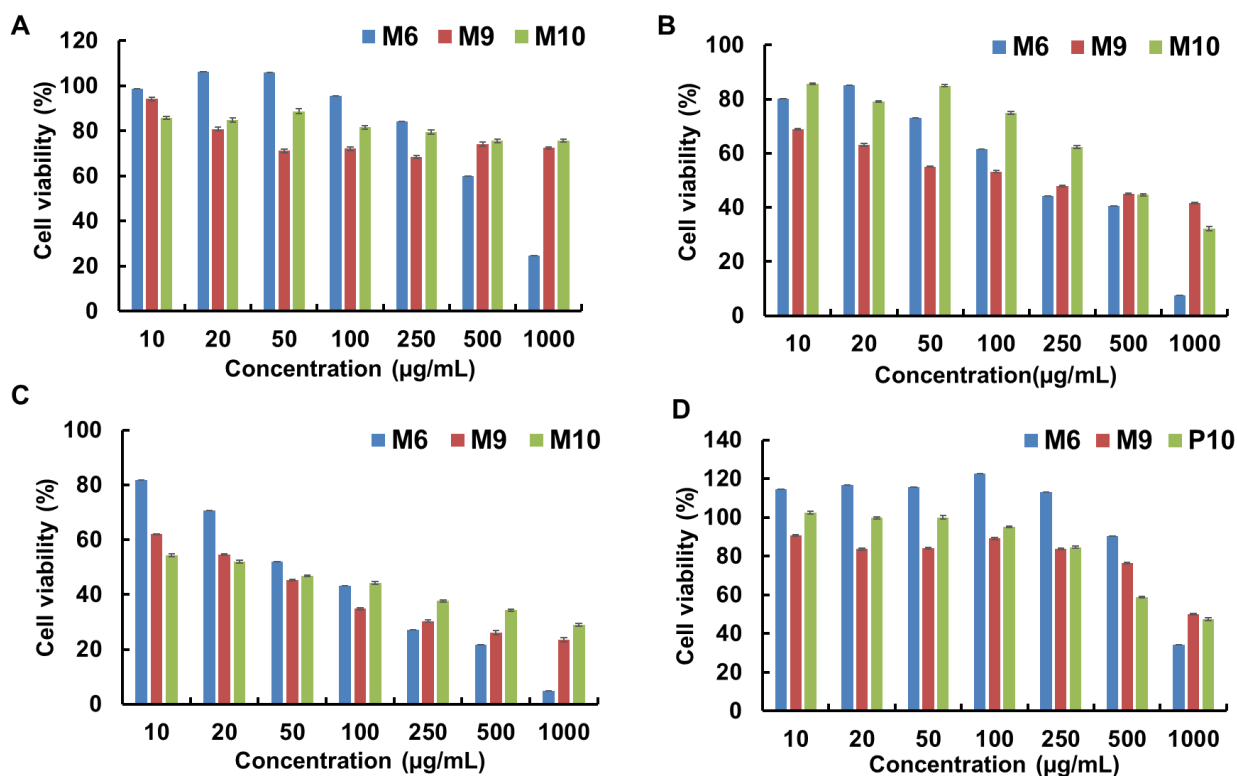 A
M6 M9 M10
Cell viability (%)
120
100
80
60
40
20
0
10 20 50 100 250 500 1000
Concentration (µg/mL)
B
M6 M9 M10
Cell viability (%)
100
80
60
40
20
0
10 20 50 100 250 500 1000
Concentration(µg/mL)
C
M6 M9 M10
Cell viability (%)
100
80
60
40
20
0
10 20 50 100 250 500 1000
Concentration (µg/mL)
D
M6 M9 P10
Cell viability (%)
140
120
100
80
60
40
20
0
10 20 50 100 250 500 1000
Concentration (µg/mL)